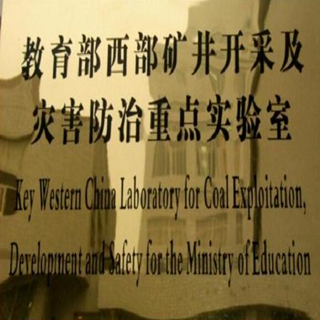 教育部西部矿井开采及
灾害防治重点实验室
Key Western China Laboratory for Coal Exploitation,
Development and Safety for the Ministry of Education